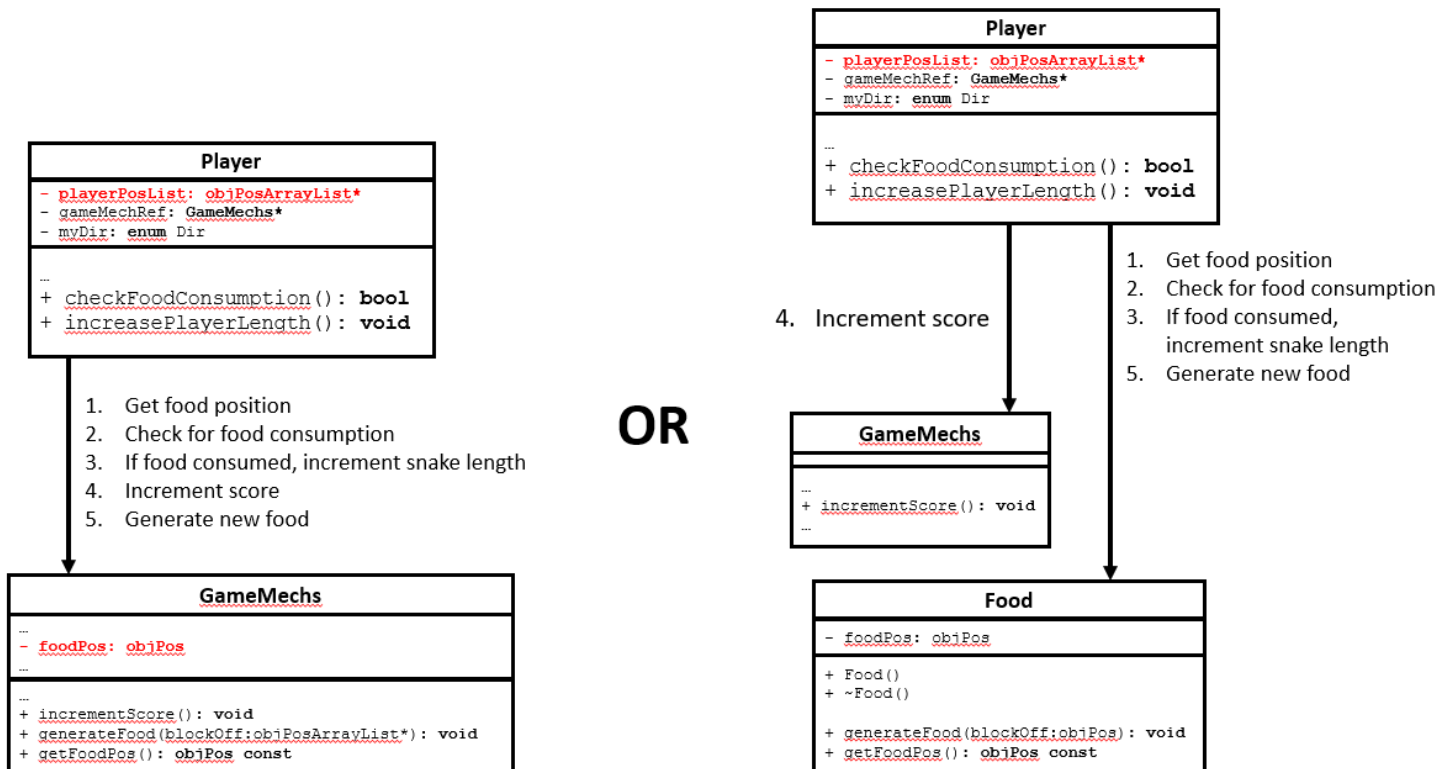 Player
- playerPosList: objPosArrayList*
- gameMechRef: GameMechs*
- myDir: enum Dir
…
+ checkFoodConsumption(): bool
+ increasePlayerLength(): void
1. Get food position
2. Check for food consumption
3. If food consumed, increment snake length
4. Increment score
5. Generate new food
GameMechs
…
- foodPos: objPos
…
…
+ incrementScore(): void
+ generateFood(blockOff:objPosArrayList*): void
+ getFoodPos(): objPos const
OR
Player
- playerPosList: objPosArrayList*
- gameMechRef: GameMechs*
- myDir: enum Dir
…
+ checkFoodConsumption(): bool
+ increasePlayerLength(): void
4. Increment score
1. Get food position
2. Check for food consumption
3. If food consumed,
increment snake length
5. Generate new food
GameMechs
…
+ incrementScore(): void
…
Food
- foodPos: objPos
+ Food()
+ ~Food()
+ generateFood(blockOff:objPos): void
+ getFoodPos(): objPos const